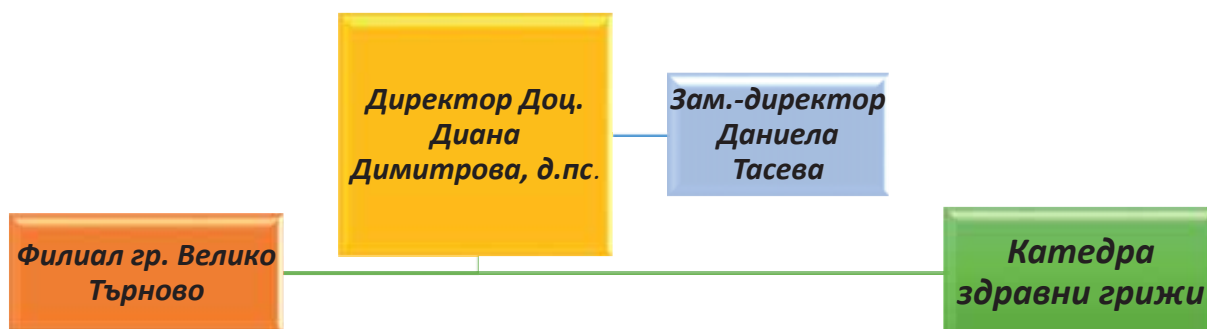 Директор Доц.
Диана
Димитрова, д.пс.
Зам.-директор
Даниела
Тасева
Филиал гр. Велико
Търново
Катедра
здравни грижи